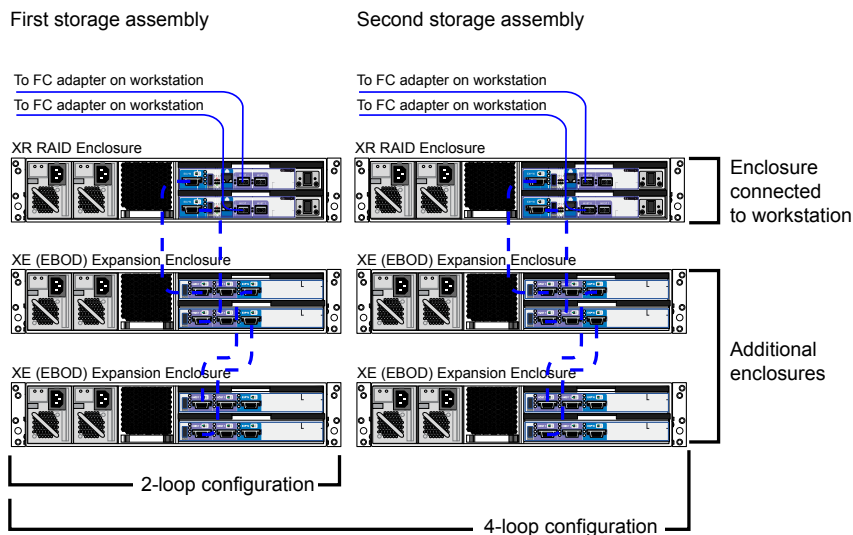 First storage assembly
Second storage assembly
To FC adapter on workstation
To FC adapter on workstation
To FC adapter on workstation
To FC adapter on workstation
XR RAID Enclosure
XR RAID Enclosure
Enclosure
connected
to workstation
XE (EBOD) Expansion Enclosure
XE (EBOD) Expansion Enclosure
Additional
enclosures
XE (EBOD) Expansion Enclosure
XE (EBOD) Expansion Enclosure
2-loop configuration
4-loop configuration